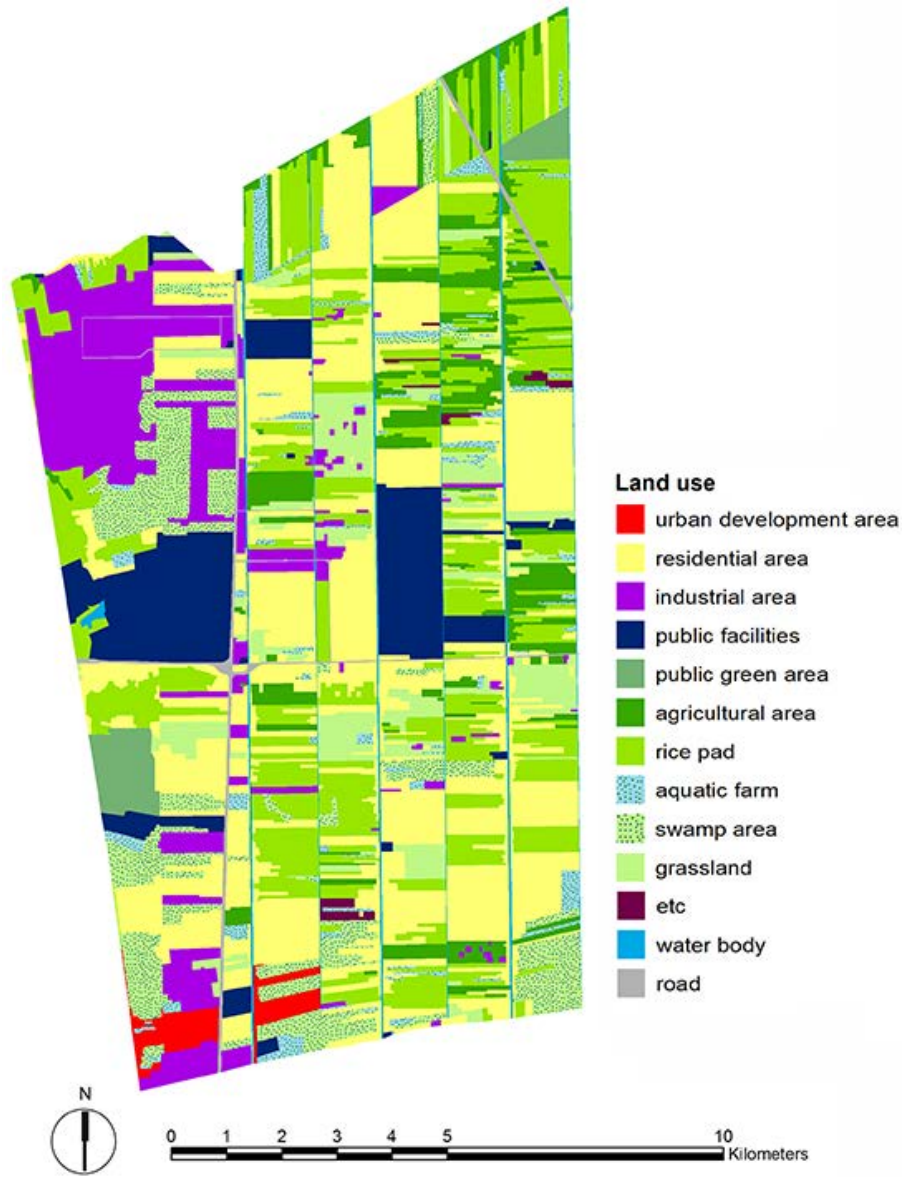 Land use
urban development area
residential area
industrial area
public facilities
public green area
agricultural area
rice pad
aquatic farm
swamp area
grassland
etc
water body
road
N
0 1 2 3 4 5 10
Kilometers